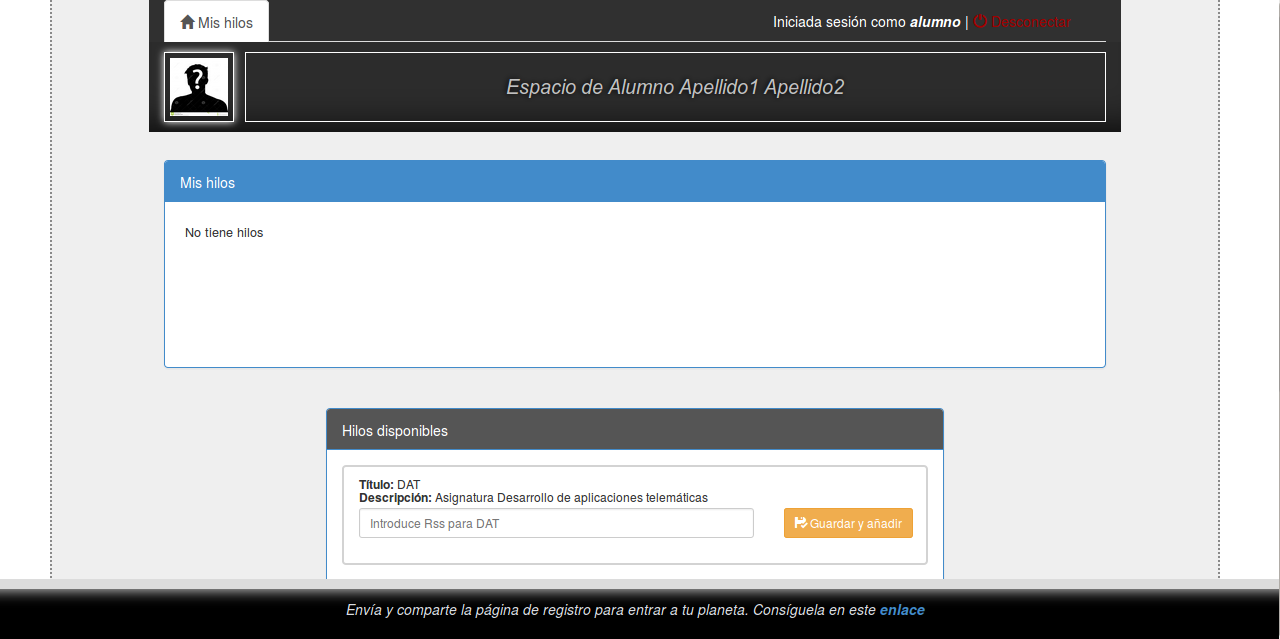 Mis hilos
Iniciada sesión como alumno | Desconectar
?
Espacio de Alumno Apellido1 Apellido2
Mis hilos
No tiene hilos
Hilos disponibles
Título: DAT
Descripción: Asignatura Desarrollo de aplicaciones telemáticas
Introduce Rss para DAT
Guardar y añadir
Envía y comparte la página de registro para entrar a tu planeta. Consíguela en este enlace